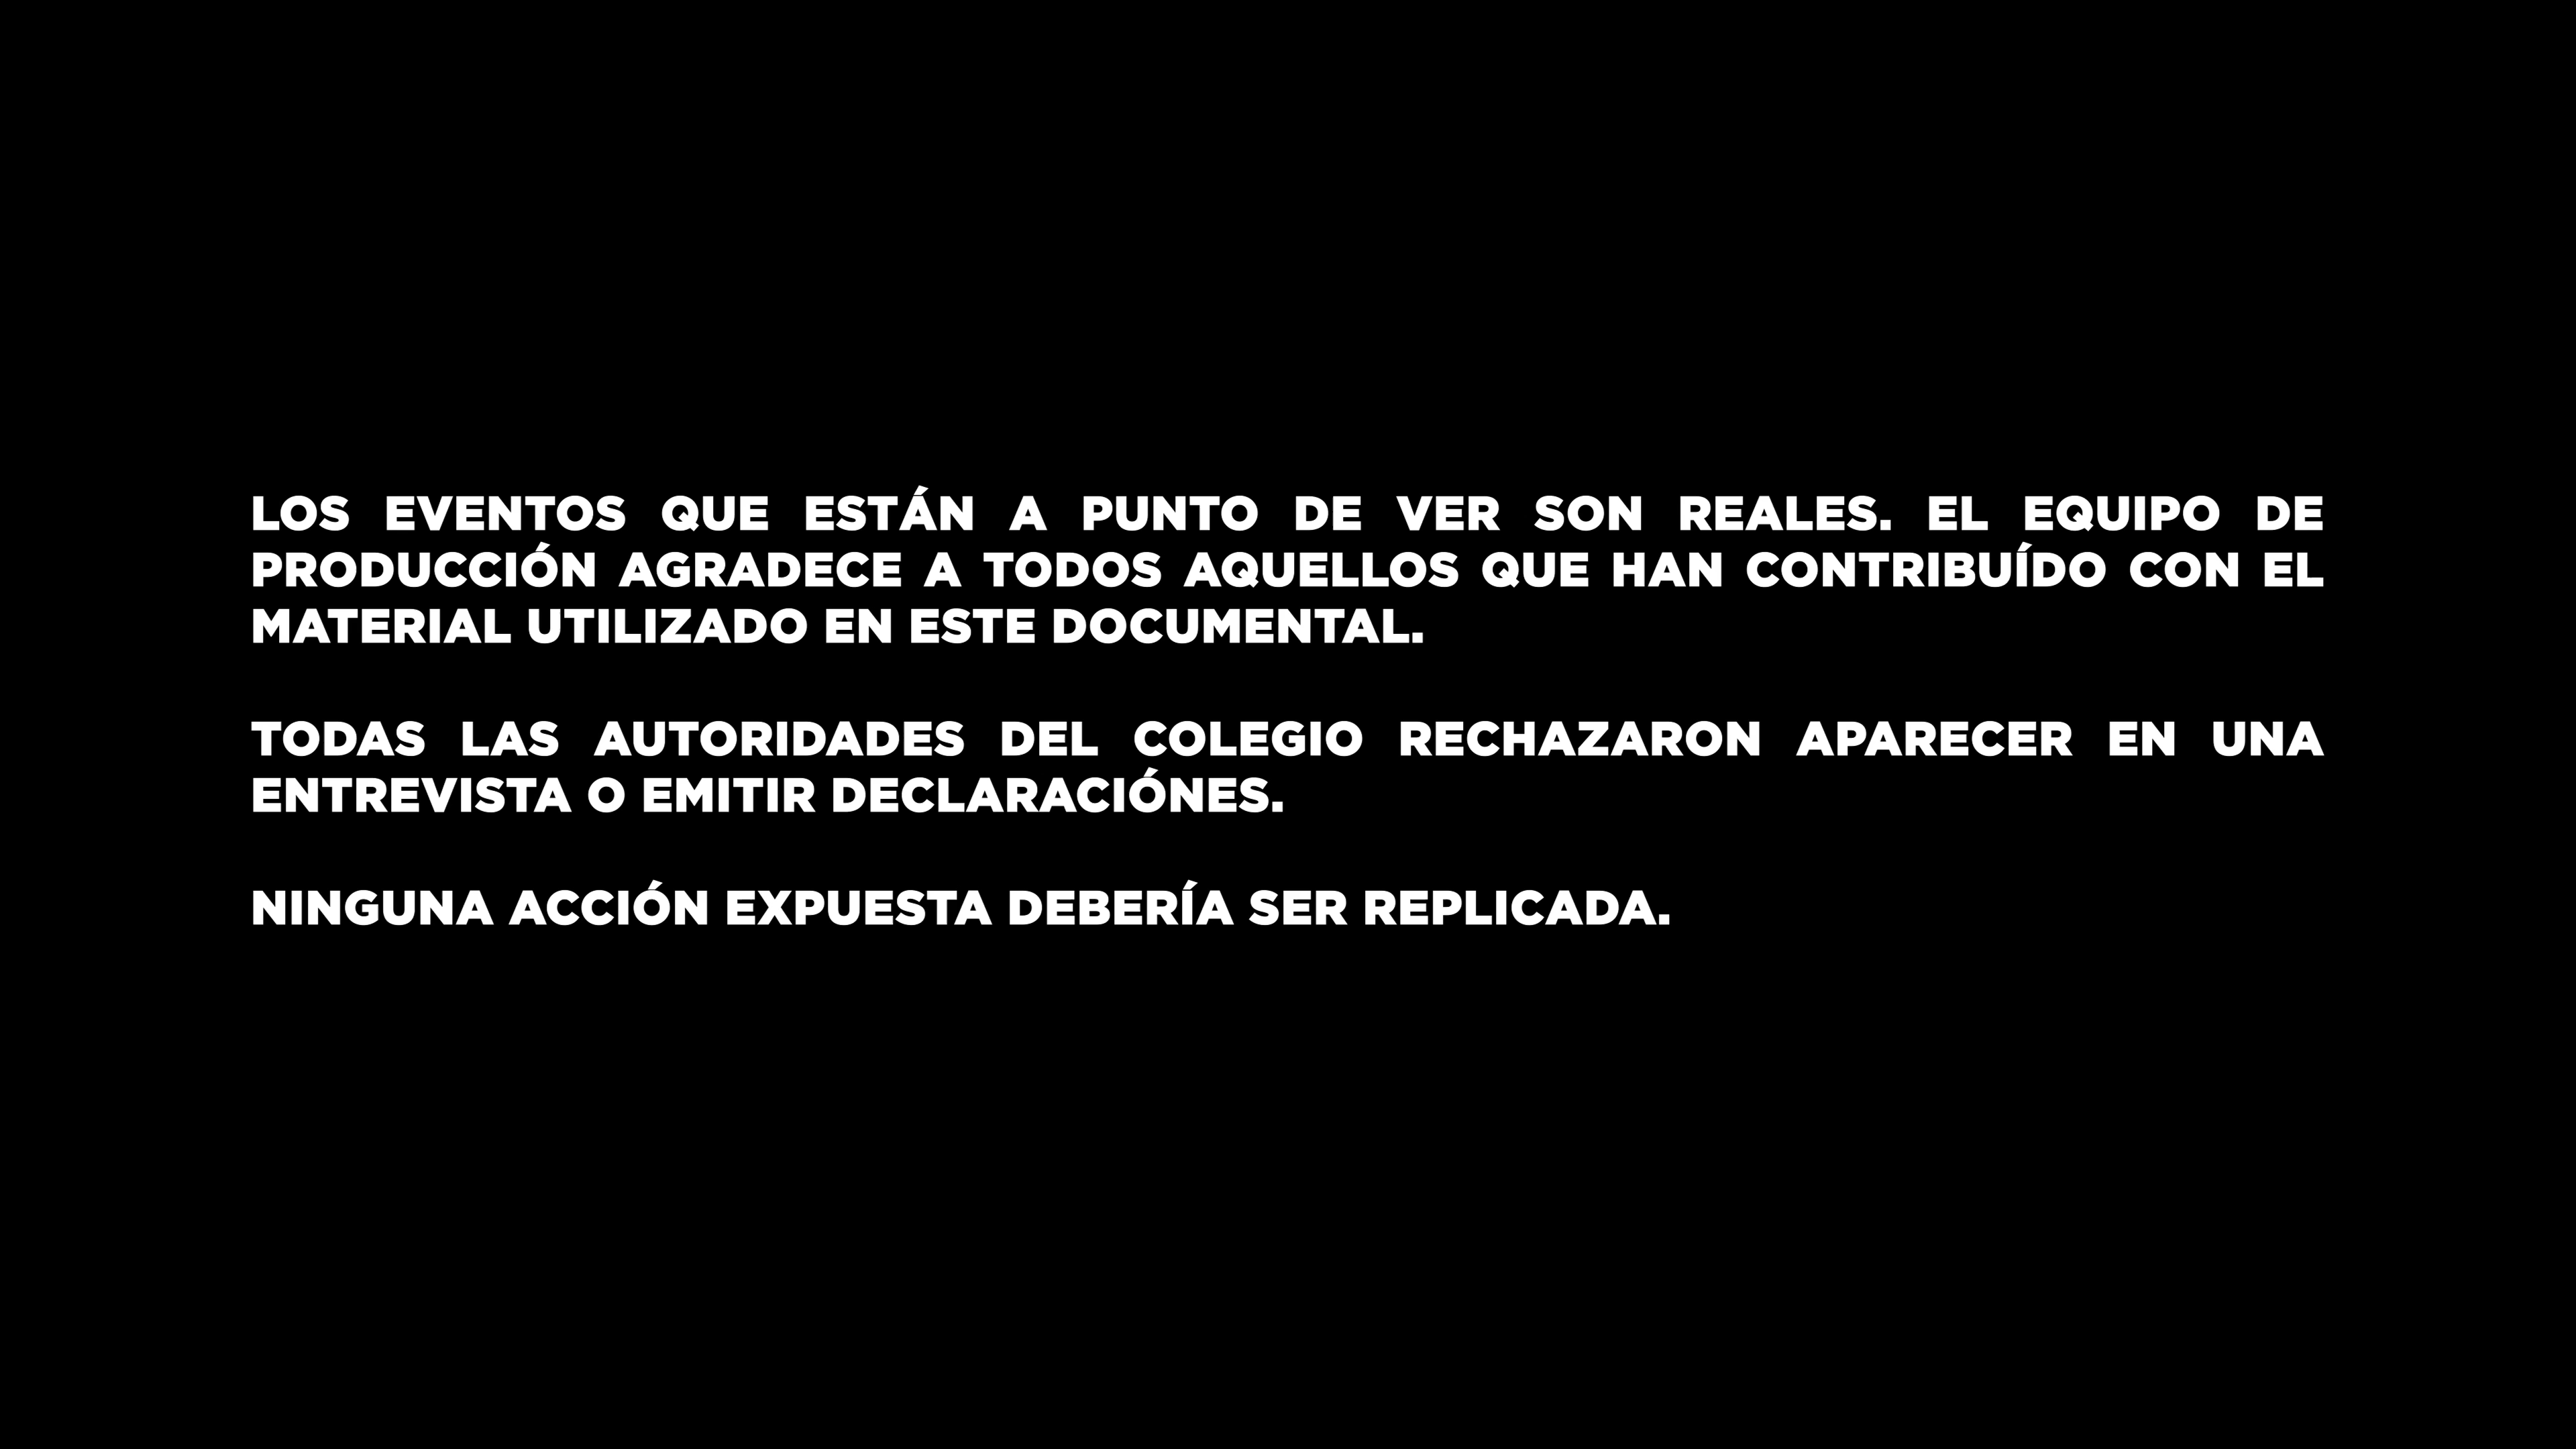 LOS EVENTOS QUE ESTÁN A PUNTO DE VER SON REALES. EL EQUIPO DE
PRODUCCIÓN AGRADECE A TODOS AQUELLOS QUE HAN CONTRIBUÍDO CON EL
MATERIAL UTILIZADO EN ESTE DOCUMENTAL.
TODAS LAS AUTORIDADES DEL COLEGIO RECHAZARON APARECER EN UNA
ENTREVISTA O EMITIR DECLARACIÓNES.
NINGUNA ACCIÓN EXPUESTA DEBERÍA SER REPLICADA.